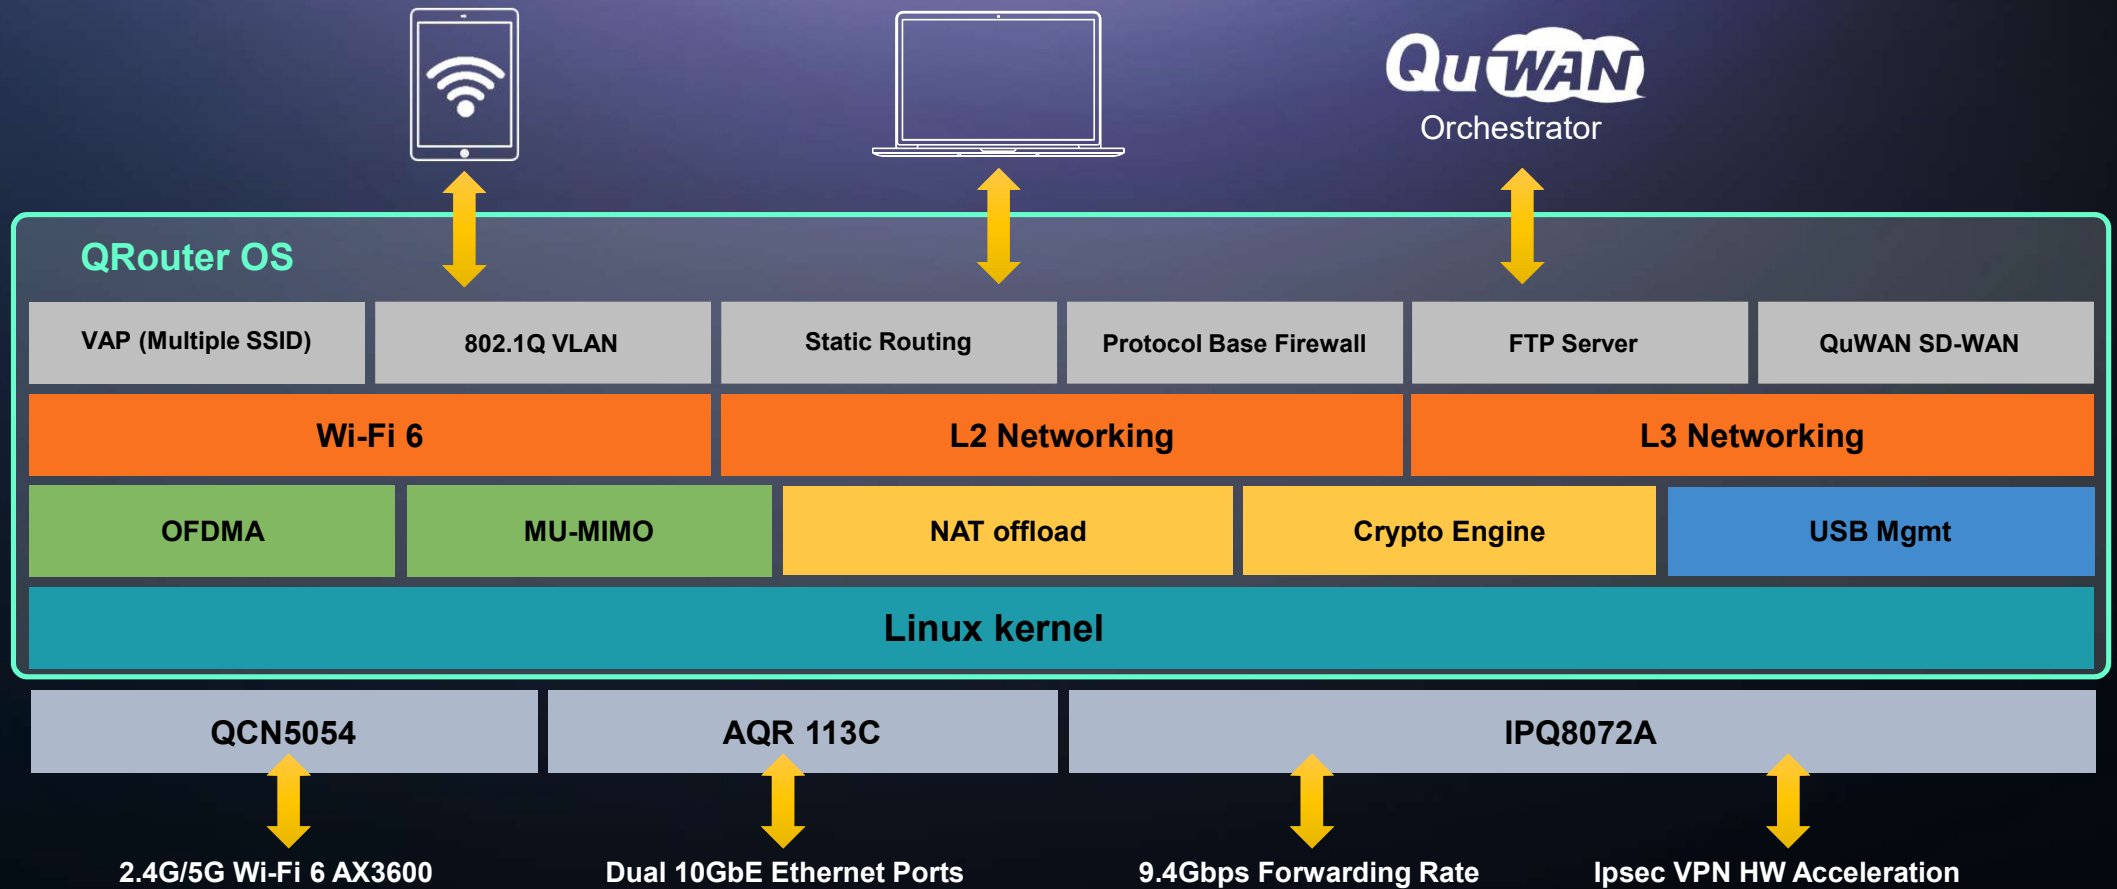 QuWAN
Orchestrator
QRouter OS
VAP (Multiple SSID)
802.1Q VLAN
Static Routing
Protocol Base Firewall
FTP Server
QuWAN SD-WAN
Wi-Fi 6
L2 Networking
L3 Networking
OFDMA
MU-MIMO
NAT offload
Crypto Engine
USB Mgmt
Linux kernel
QCN5054
AQR 113C
IPQ8072A
2.4G/5G Wi-Fi 6 AX3600
Dual 10GbE Ethernet Ports
9.4Gbps Forwarding Rate
Ipsec VPN HW Acceleration